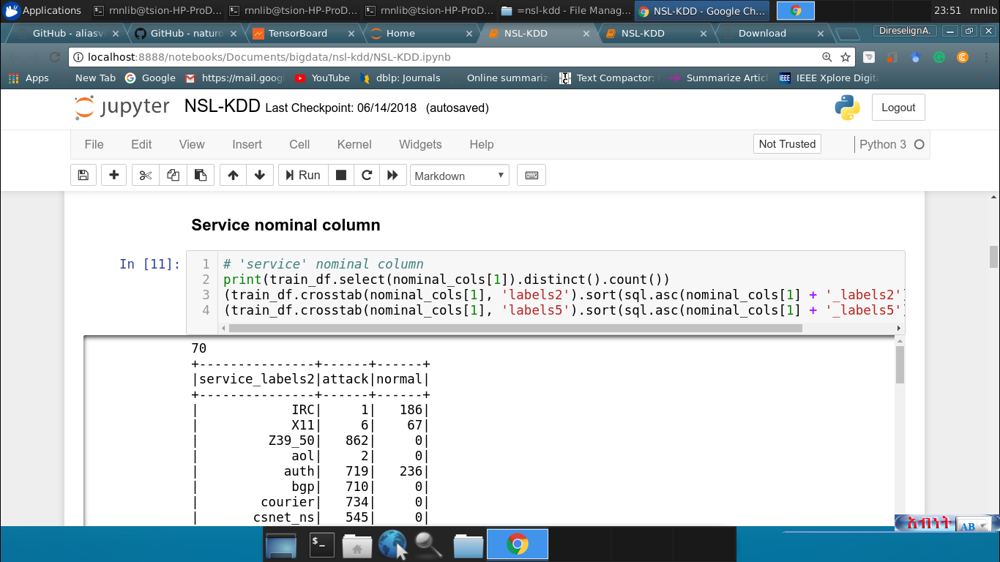 Applications rnnlib@tsion-HP-ProD... rnnlib@tsion-HP-ProD... rnnlib@tsion-HP-ProD... =nsl-kdd - File Manag... NSL-KDD - Google Ch... 23:51 rnnlib
GitHub - aliasvi GitHub - naturo TensorBoard Home NSL-KDD NSL-KDD Download DireselignA.
localhost:8888/notebooks/Documents/bigdata/nsl-kdd/NSL-KDD.ipynb
Apps New Tab Google https://mail.goog YouTube dblp: Journals Online summariz Text Compactor: Summarize Articl IEEE Xplore Digit
jupyter NSL-KDD Last Checkpoint: 06/14/2018 (autosaved) Logout
File Edit View Insert Cell Kernel Widgets Help Not Trusted Python 3
Run Markdown
Service nominal column
In [11]: 1 # 'service' nominal column
2 print(train_df.select(nominal_cols[1]).distinct().count())
3 (train_df.crosstab(nominal_cols[1], 'labels2').sort(sql.asc(nominal_cols[1] + '_labels2')
4 (train_df.crosstab(nominal_cols[1], 'labels5').sort(sql.asc(nominal_cols[1] + '_labels5')
70
+---------------+------+------+
|service_labels2|attack|normal|
+---------------+------+------+
| IRC| 1| 186|
| X11| 6| 67|
| Z39_50| 862| 0|
| aol| 2| 0|
| auth| 719| 236|
| bgp| 710| 0|
| courier| 734| 0|
| csnet_ns| 545| 0|
አብነት AB